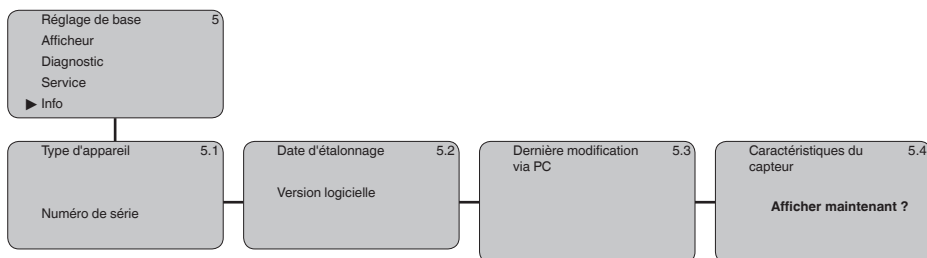 Réglage de base 5
Afficheur
Diagnostic
Service
▶ Info
Type d'appareil 5.1
Numéro de série
Date d'étalonnage 5.2
Version logicielle
Dernière modification 5.3
via PC
Caractéristiques du 5.4
capteur
Afficher maintenant ?